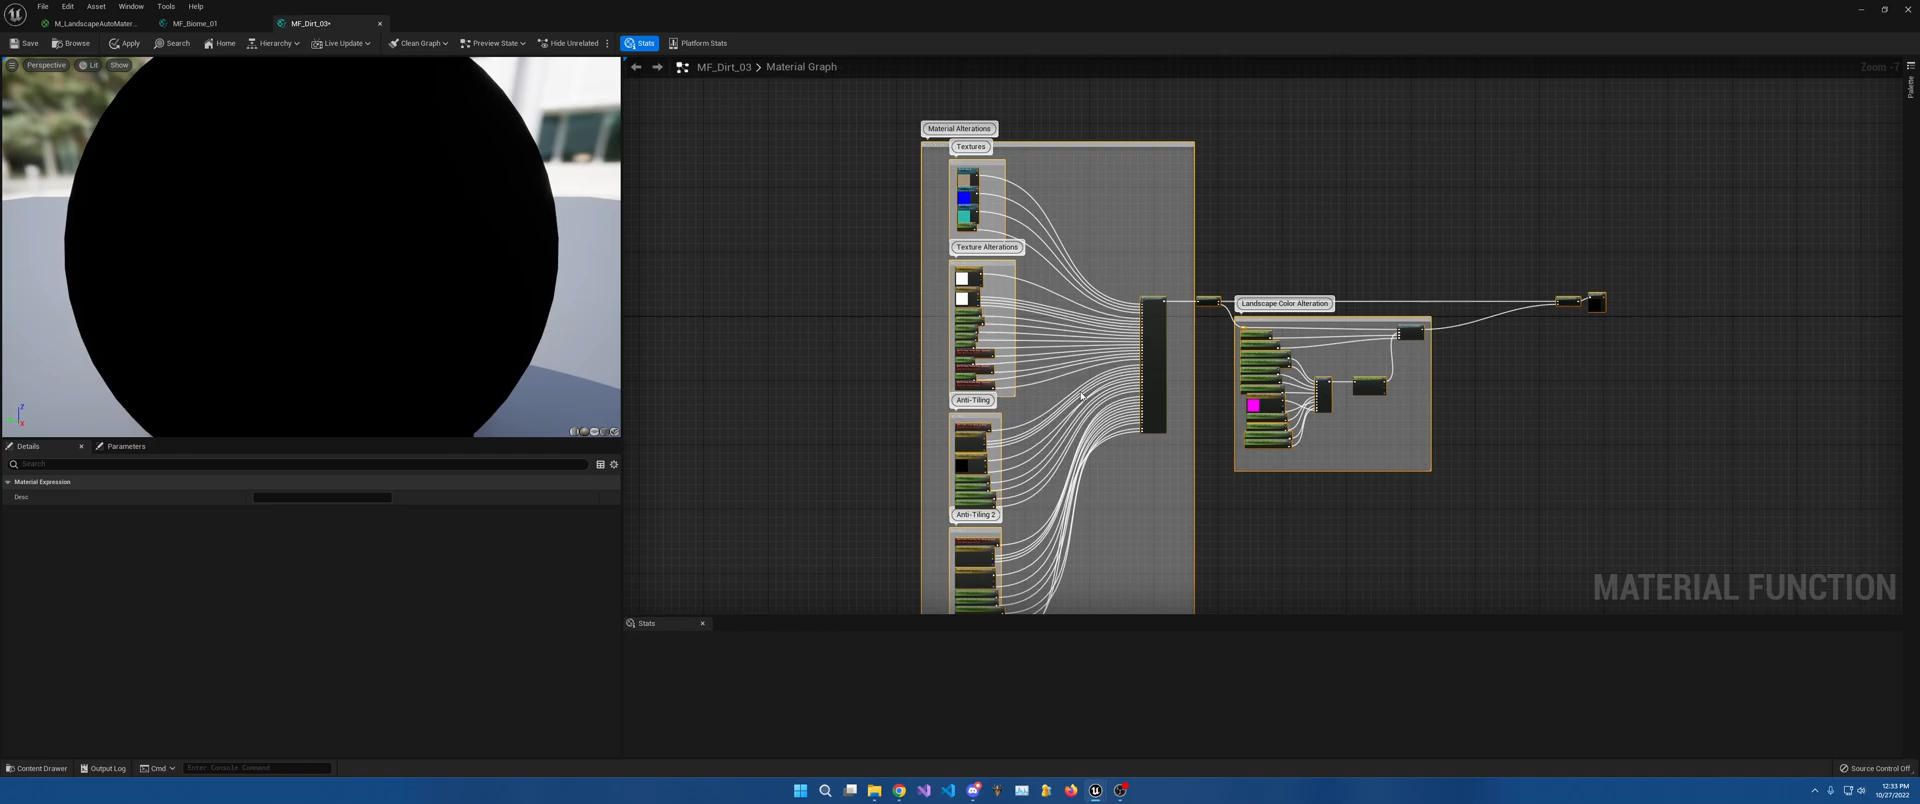 File Edit Asset Window Tools Help
M_LandscapeAutoMater... MF_Biome_01 MF_Dirt_03•
Save Browse Apply Search Home Hierarchy Live Update Clean Graph Preview State Hide Unrelated Stats Platform Stats
Perspective Lit Show
MF_Dirt_03 > Material Graph
Zoom -7
Palette
Material Alterations
Textures
Texture Alterations
Landscape Color Alteration
Anti-Tiling
Anti-Tiling 2
MATERIAL FUNCTION
Z
Details Parameters
Search
Material Expression
Desc
Stats
Content Drawer Output Log Cmd Enter Console Command Source Control Off
12:33 PM
10/27/2022